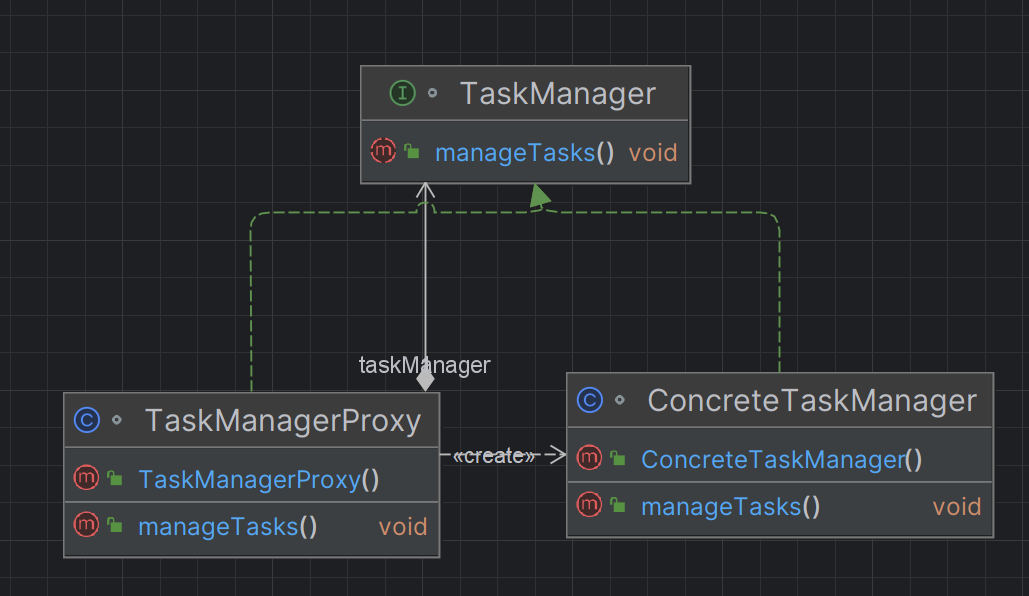 I TaskManager
m manageTasks() void
taskManager
C TaskManagerProxy
m TaskManagerProxy()
m manageTasks() void
«create»
C ConcreteTaskManager
m ConcreteTaskManager()
m manageTasks() void